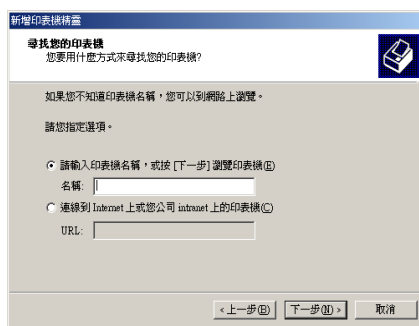 新增印表機精靈
尋找您的印表機
您要用什麼方式來尋找您的印表機?
如果您不知道印表機名稱，您可以到網路上瀏覽。
請您指定選項。
請輸入印表機名稱，或按 [下一步] 瀏覽印表機(E)
名稱:
連線到 Internet 上或您公司 intranet 上的印表機(C)
URL:
<上一步(B)
下一步(N)>
取消